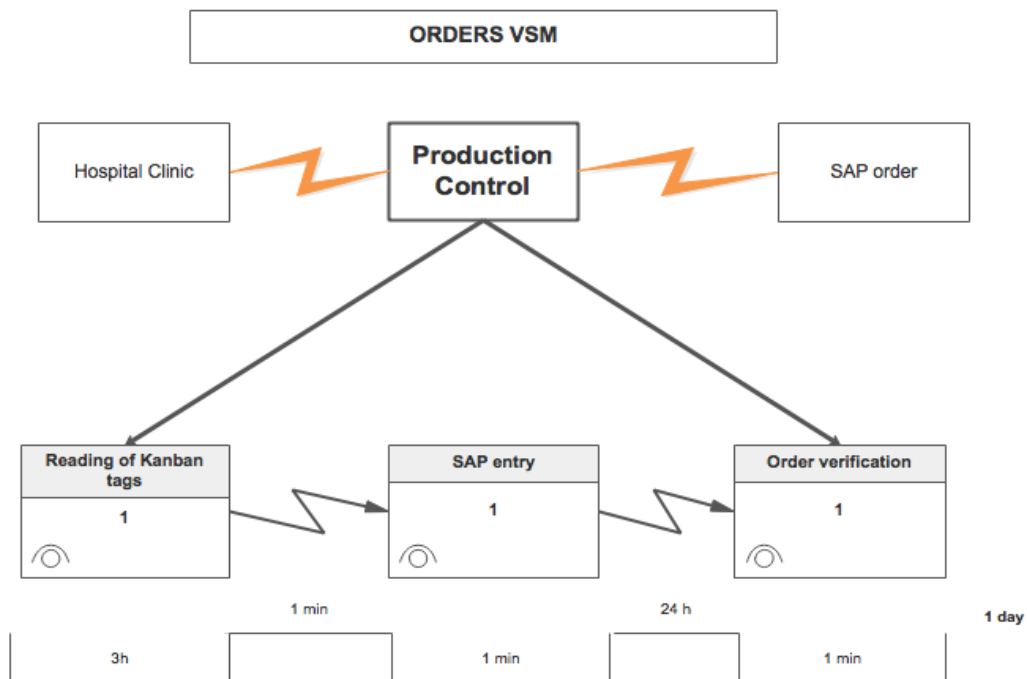 ORDERS VSM
Hospital Clinic
Production
Control
SAP order
Reading of Kanban
tags
1
SAP entry
1
Order verification
1
1 min
24 h
1 day
3h
1 min
1 min